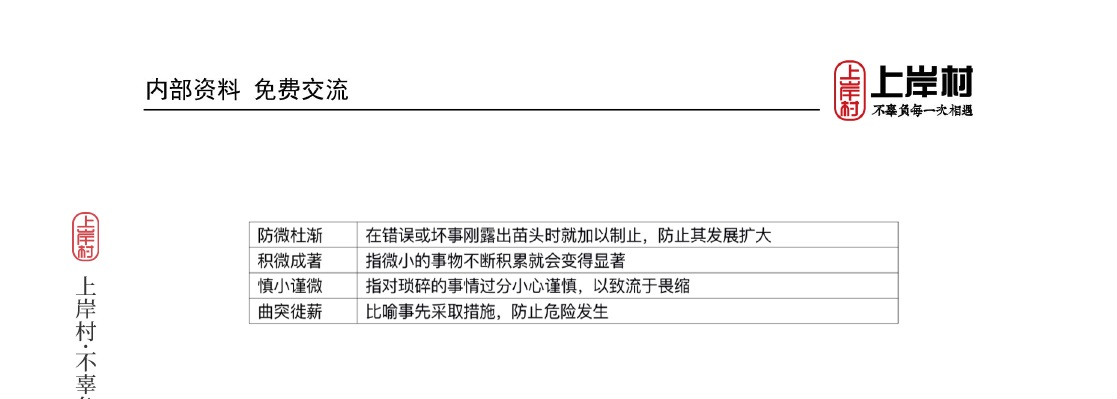 内部资料 免费交流
上岸村
上岸村
不辜负每一次相遇
防微杜渐 在错误或坏事刚露出苗头时就加以制止，防止其发展扩大
积微成著 指微小的事物不断积累就会变得显著
慎小谨微 指对琐碎的事情过分小心谨慎，以致流于畏缩
曲突徙薪 比喻事先采取措施，防止危险发生
上岸村
上岸村·不辜